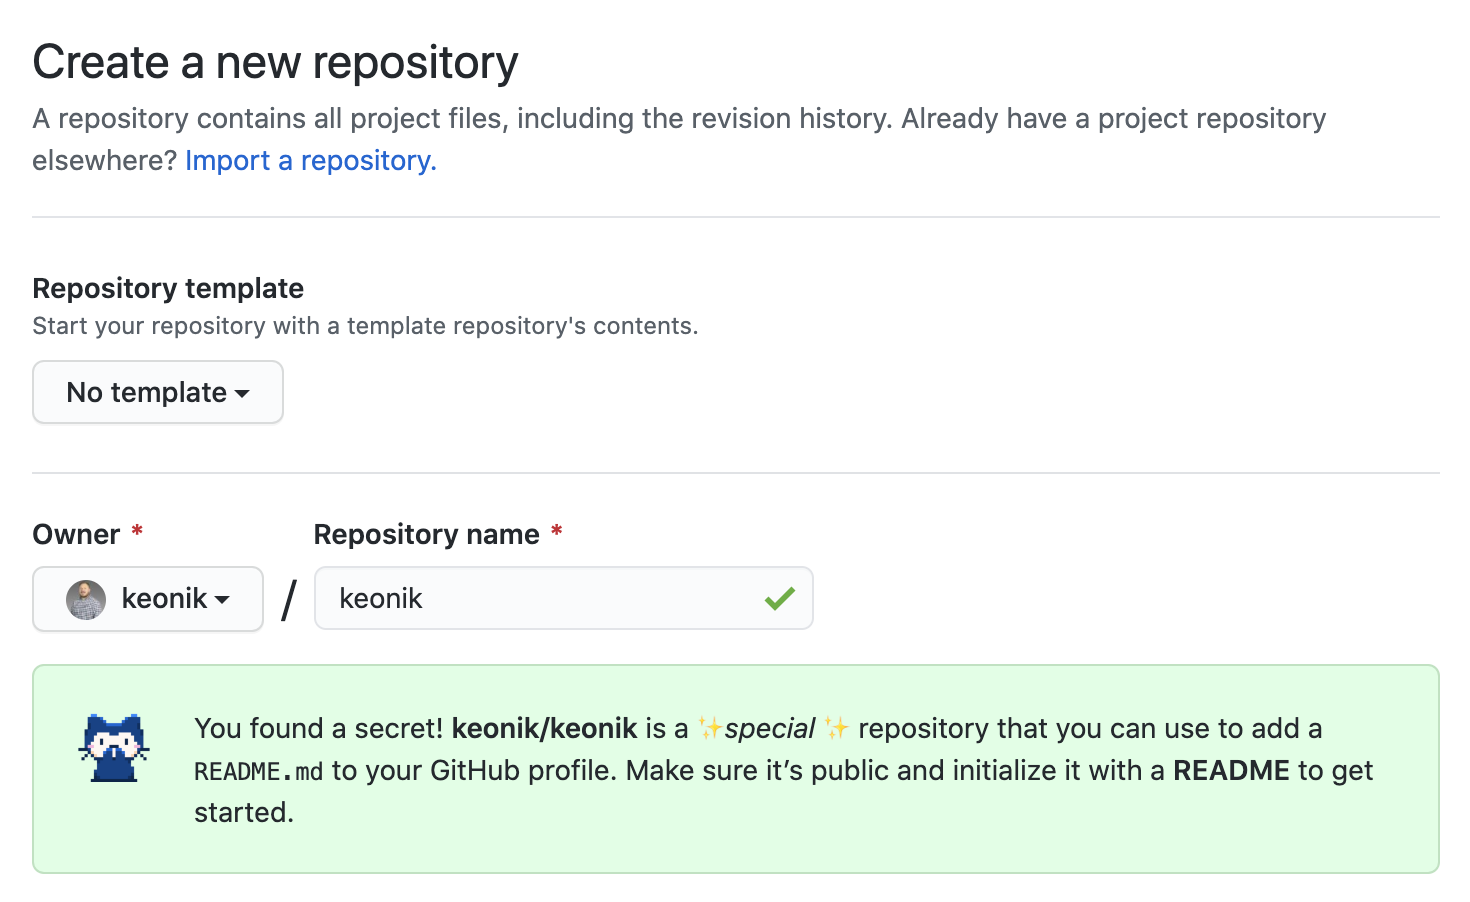 Create a new repository
A repository contains all project files, including the revision history. Already have a project repository
elsewhere? Import a repository.
Repository template
Start your repository with a template repository's contents.
No template
Owner *
Repository name *
keonik / keonik
You found a secret! keonik/keonik is a ✨special ✨ repository that you can use to add a
README.md to your GitHub profile. Make sure it’s public and initialize it with a README to get
started.